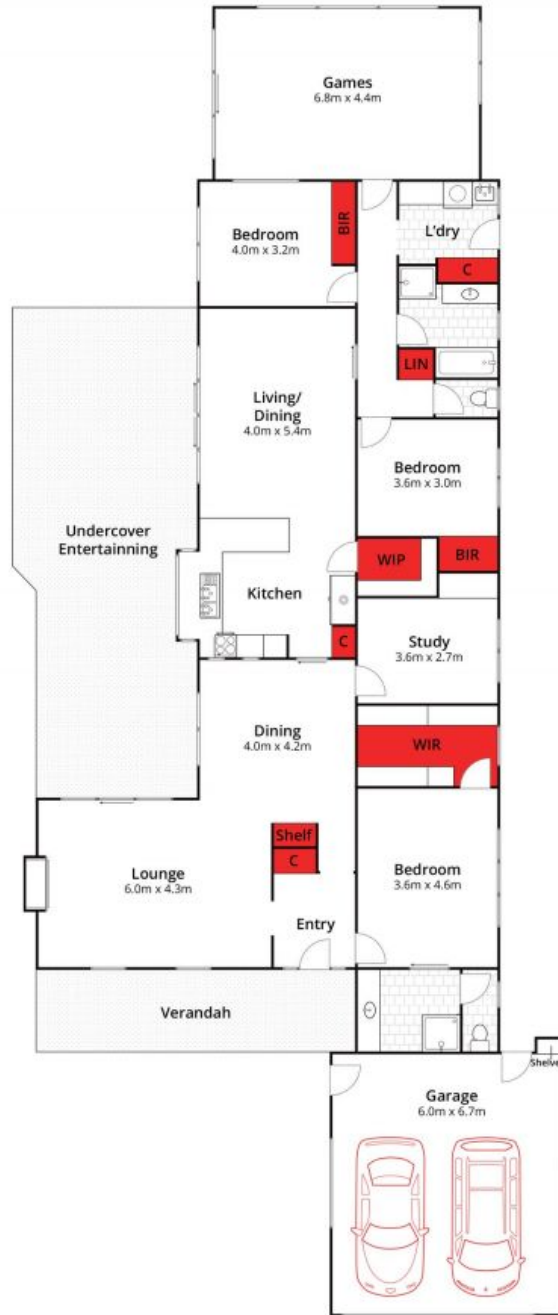 Games
6.8m x 4.4m
Bedroom
4.0m x 3.2m
BIR
L'dry
C
LIN
Living/
Dining
4.0m x 5.4m
Bedroom
3.6m x 3.0m
Undercover
Entertainning
WIP
BIR
Kitchen
C
Study
3.6m x 2.7m
Dining
4.0m x 4.2m
WIR
Shelf
C
Lounge
6.0m x 4.3m
Bedroom
3.6m x 4.6m
Entry
Verandah
Shelve
Garage
6.0m x 6.7m